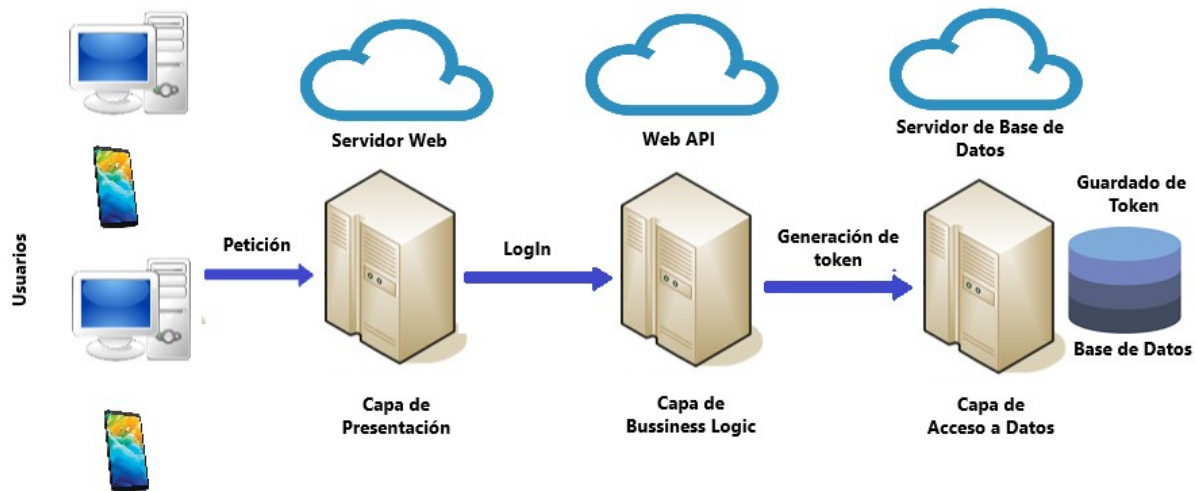 Servidor Web
Web API
Servidor de Base de
Datos
Guardado de
Token
Usuarios
Petición
LogIn
Generación de
token
Base de Datos
Capa de
Presentación
Capa de
Bussiness Logic
Capa de
Acceso a Datos